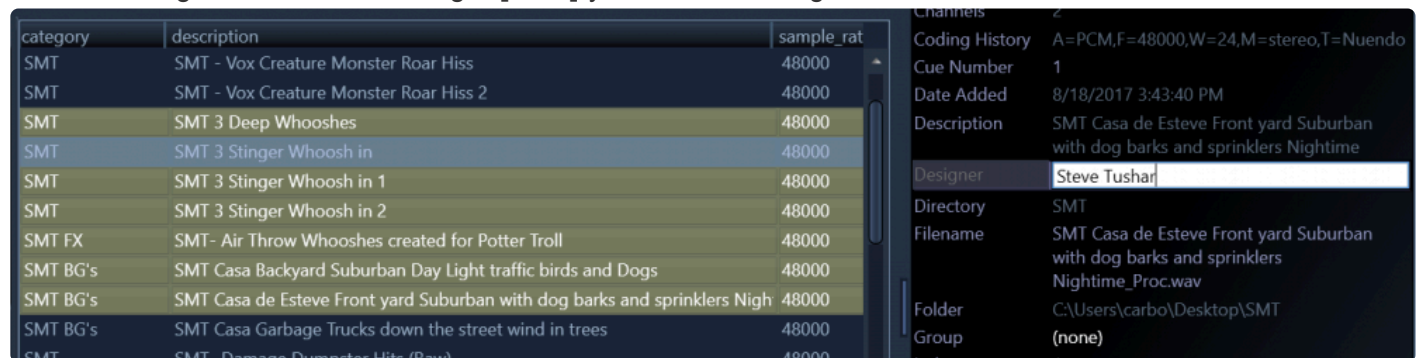 category description sample_rat
SMT SMT - Vox Creature Monster Roar Hiss 48000
SMT SMT - Vox Creature Monster Roar Hiss 2 48000
SMT SMT 3 Deep Whooshes 48000
SMT SMT 3 Stinger Whoosh in 48000
SMT SMT 3 Stinger Whoosh in 1 48000
SMT SMT 3 Stinger Whoosh in 2 48000
SMT FX SMT- Air Throw Whooshes created for Potter Troll 48000
SMT BG's SMT Casa Backyard Suburban Day Light traffic birds and Dogs 48000
SMT BG's SMT Casa de Esteve Front yard Suburban with dog barks and sprinklers Nigh 48000
SMT BG's SMT Casa Garbage Trucks down the street wind in trees 48000
SMT SMT- Damage Dumpster Hits (Raw) 48000
Channels 2
Coding History A=PCM,F=48000,W=24,M=stereo,T=Nuendo
Cue Number 1
Date Added 8/18/2017 3:43:40 PM
Description SMT Casa de Esteve Front yard Suburban
with dog barks and sprinklers Nightime
Designer Steve Tushar
Directory SMT
Filename SMT Casa de Esteve Front yard Suburban
with dog barks and sprinklers
Nightime_Proc.wav
Folder C:\Users\carbo\Desktop\SMT
Group (none)